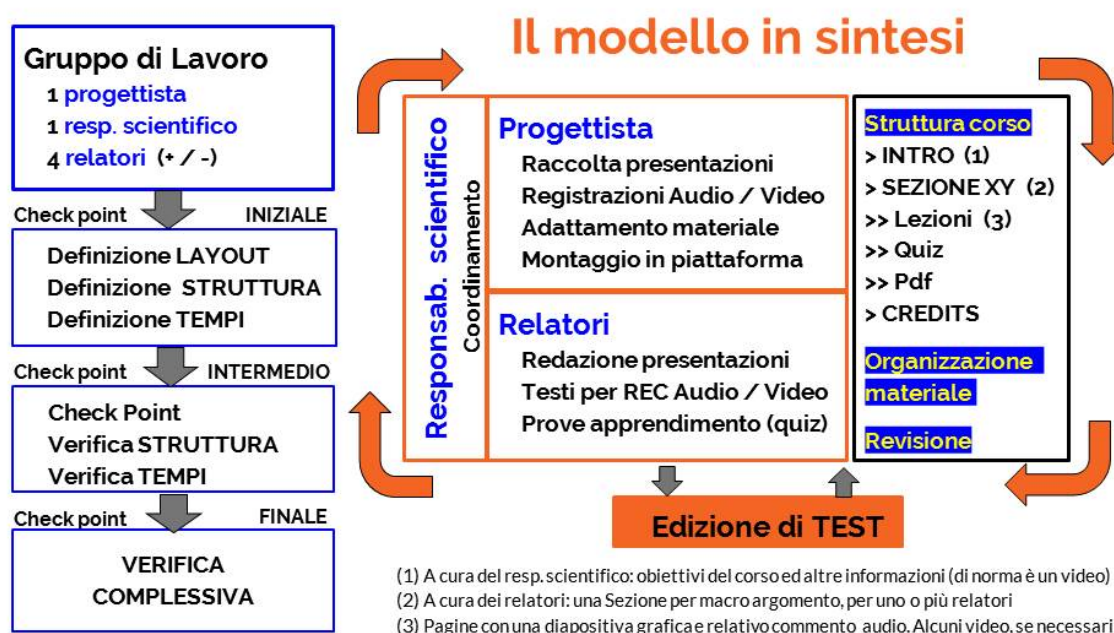 Il modello in sintesi
Gruppo di Lavoro
1 progettista
1 resp. scientifico
4 relatori (+ / -)
Check point INIZIALE
Definizione LAYOUT
Definizione STRUTTURA
Definizione TEMPI
Check point INTERMEDIO
Check Point
Verifica STRUTTURA
Verifica TEMPI
Check point FINALE
VERIFICA
COMPLESSIVA
Responsab. scientifico
Coordinamento
Progettista
Raccolta presentazioni
Registrazioni Audio / Video
Adattamento materiale
Montaggio in piattaforma
Relatori
Redazione presentazioni
Testi per REC Audio / Video
Prove apprendimento (quiz)
Struttura corso
> INTRO (1)
> SEZIONE XY (2)
>> Lezioni (3)
>> Quiz
>> Pdf
> CREDITS
Organizzazione
materiale
Revisione
Edizione di TEST
(1) A cura del resp. scientifico: obiettivi del corso ed altre informazioni (di norma è un video)
(2) A cura dei relatori: una Sezione per macro argomento, per uno o più relatori
(3) Pagine con una diapositiva grafica e relativo commento audio. Alcuni video, se necessari